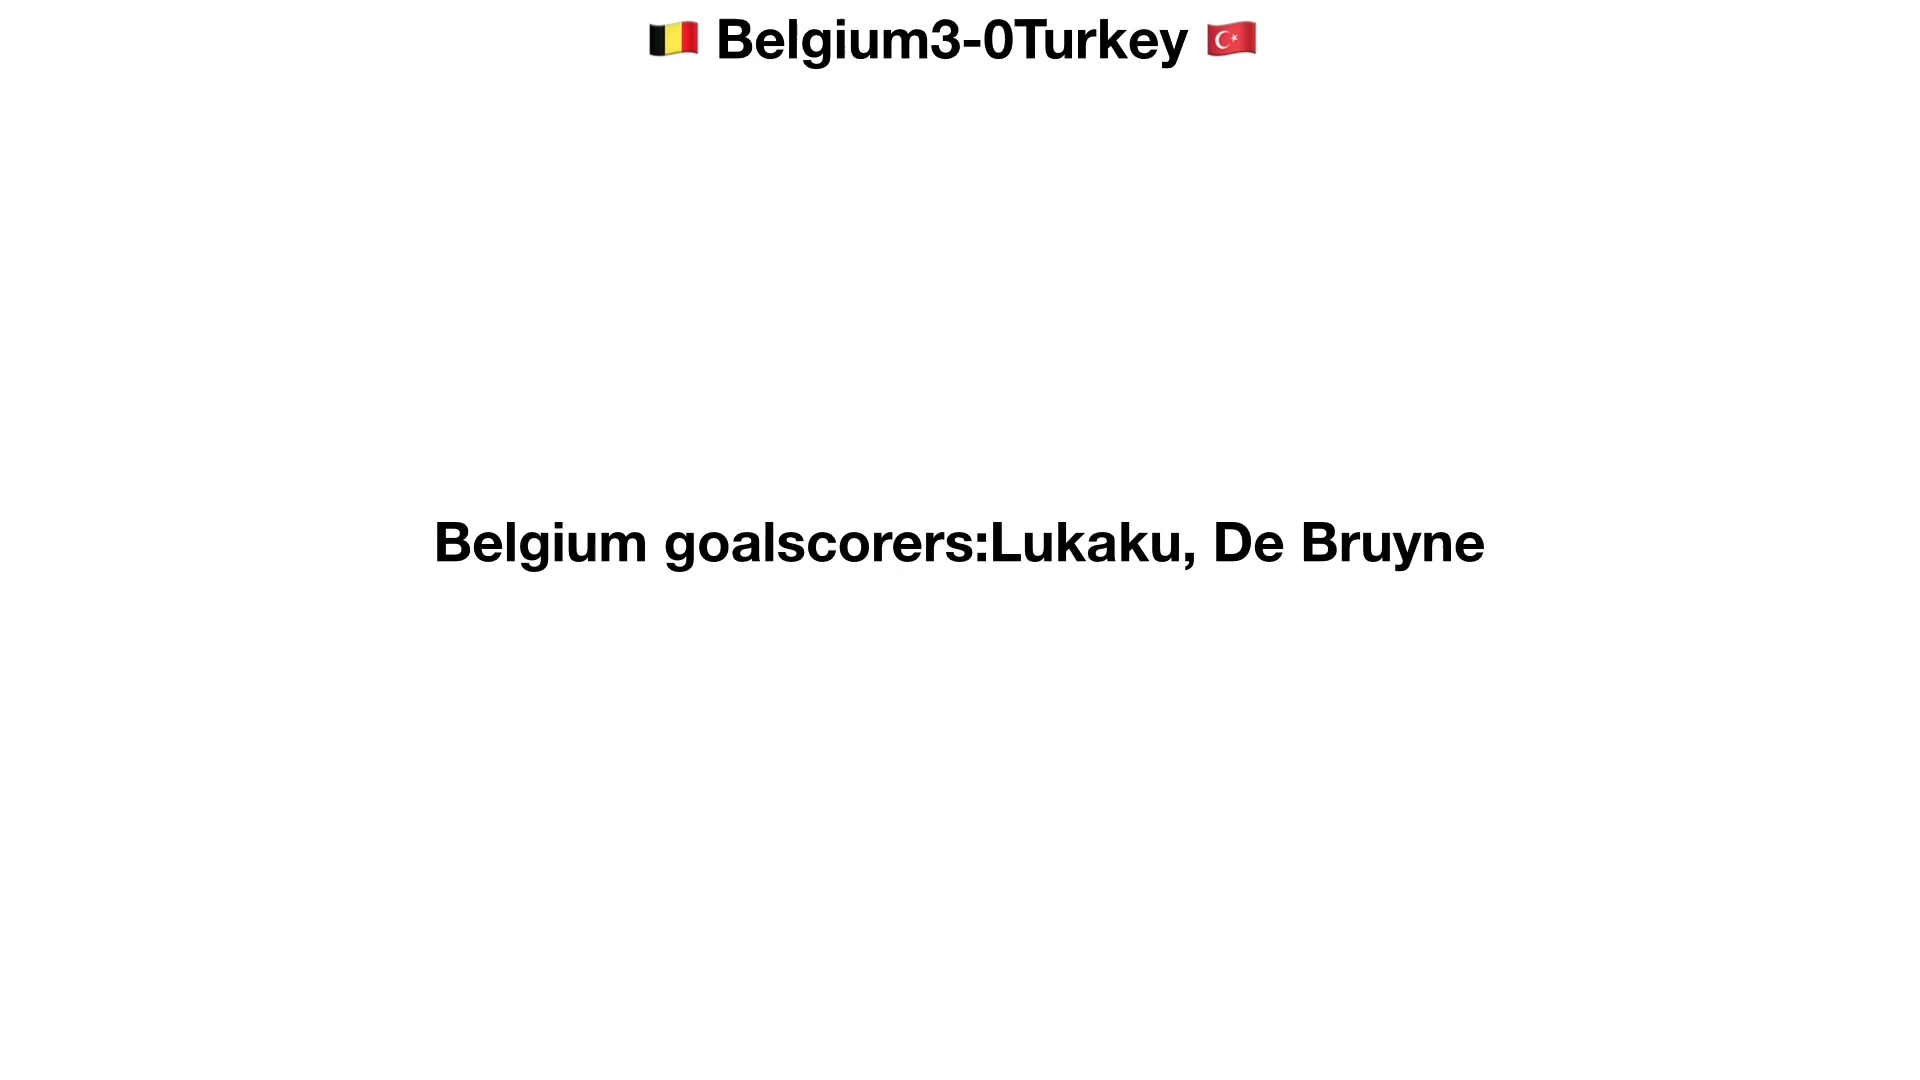 🇧🇪 Belgium3-0Turkey 🇹🇷
Belgium goalscorers:Lukaku, De Bruyne